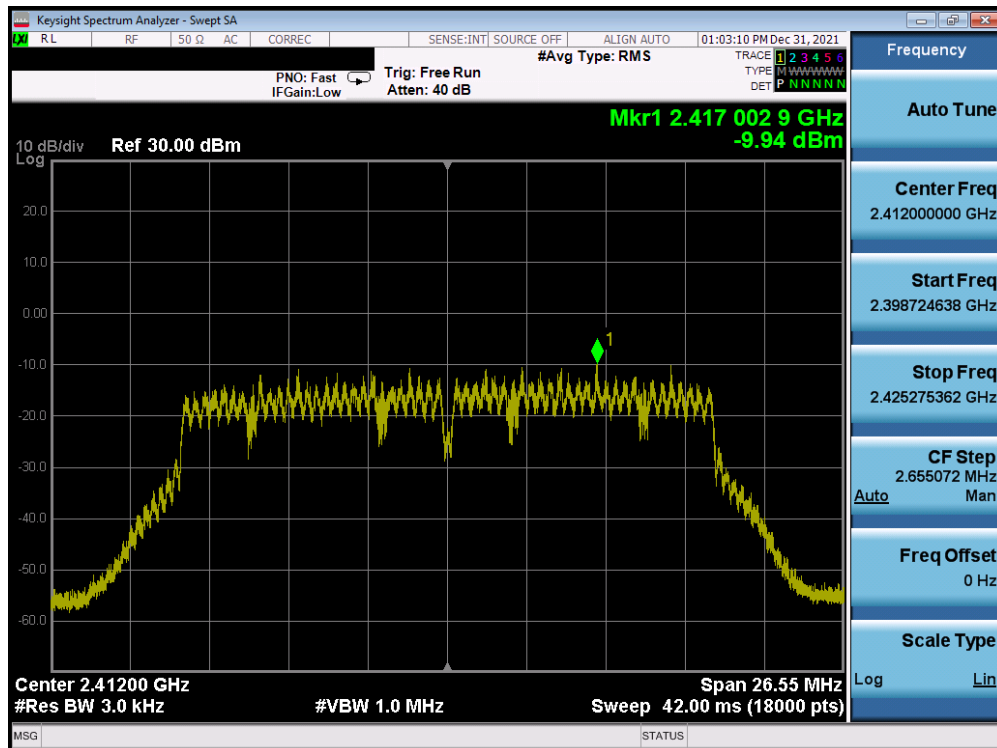 Keysight Spectrum Analyzer - Swept SA
LXI RL RF 50 Ω AC CORREC SENSE:INT SOURCE OFF ALIGN AUTO 01:03:10 PM Dec 31, 2021
#Avg Type: RMS
TRACE 1 2 3 4 5 6
PNO: Fast Trig: Free Run TYPE M WWWWW
IFGain:Low Atten: 40 dB DET P N N N N N
Mkr1 2.417 002 9 GHz
-9.94 dBm
10 dB/div Ref 30.00 dBm
Log
20.0
10.0
0.00
1
-10.0
-20.0
-30.0
-40.0
-50.0
-60.0
Center 2.41200 GHz Span 26.55 MHz
#Res BW 3.0 kHz #VBW 1.0 MHz Sweep 42.00 ms (18000 pts)
MSG STATUS
Frequency
Auto Tune
Center Freq
2.412000000 GHz
Start Freq
2.398724638 GHz
Stop Freq
2.425275362 GHz
CF Step
2.655072 MHz
Auto Man
Freq Offset
0 Hz
Scale Type
Log Lin